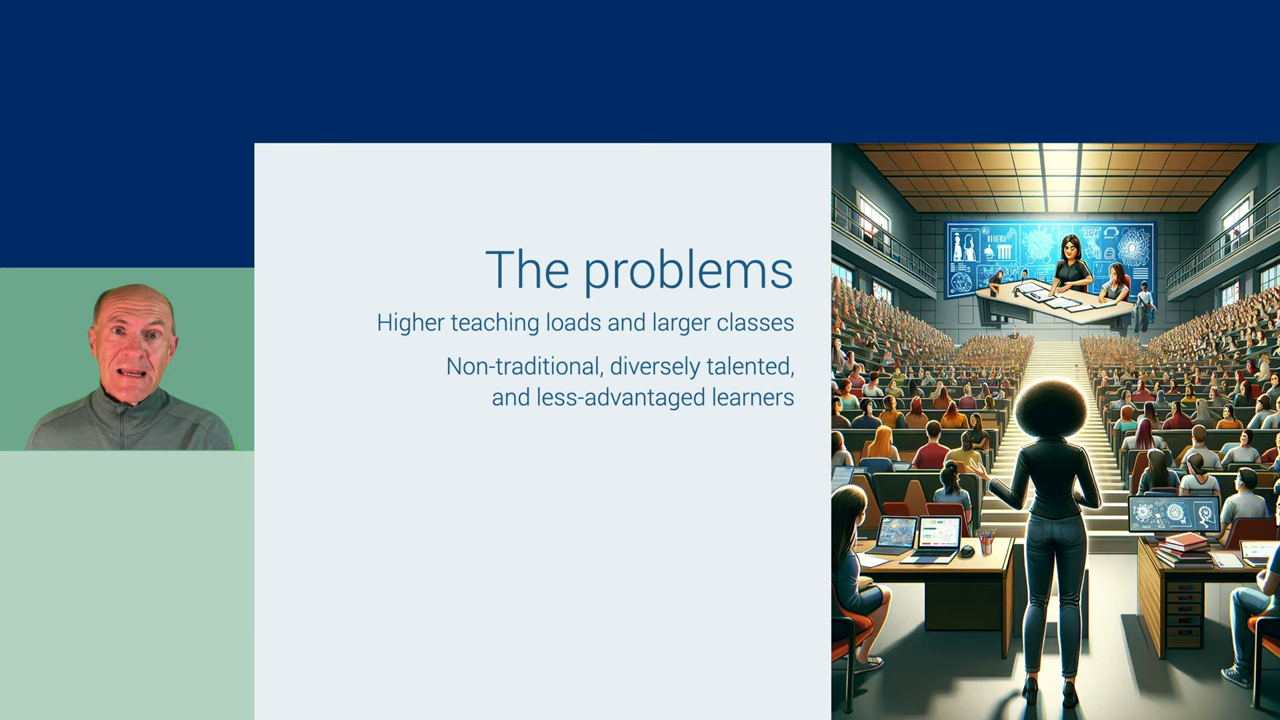 The problems
Higher teaching loads and larger classes
Non-traditional, diversely talented,
and less-advantaged learners